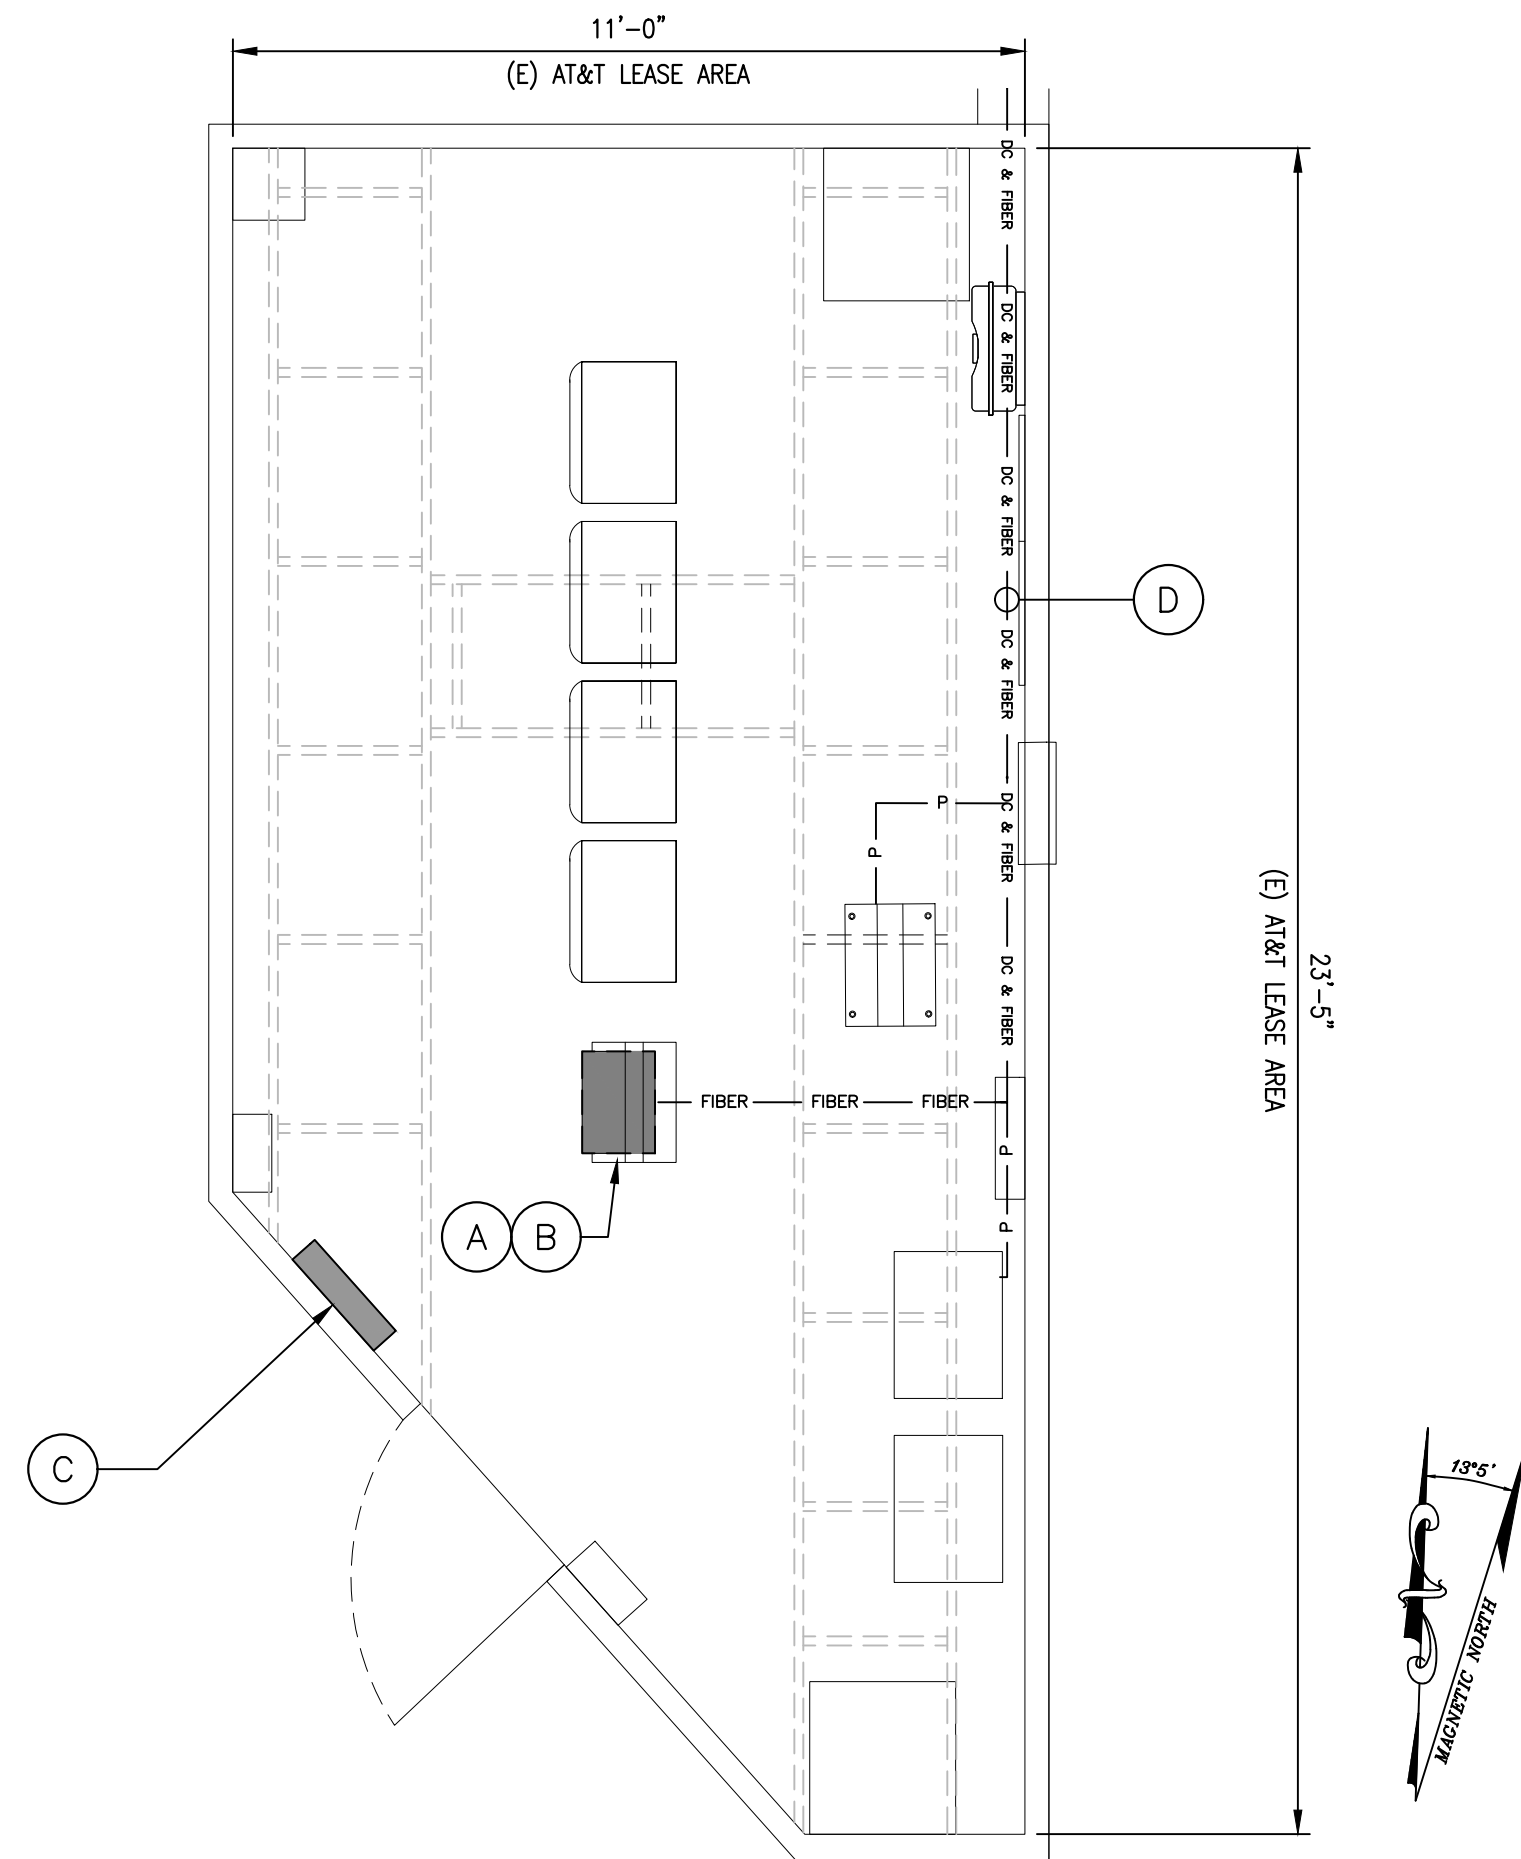 11'-0"
(E) AT&T LEASE AREA
DC & FIBER
DC & FIBER
DC & FIBER
D
DC & FIBER
P
DC & FIBER
P
(E) AT&T LEASE AREA
23'-5"
DC & FIBER
FIBER
FIBER
FIBER
P
P
A
B
C
13°5'
MAGNETIC NORTH